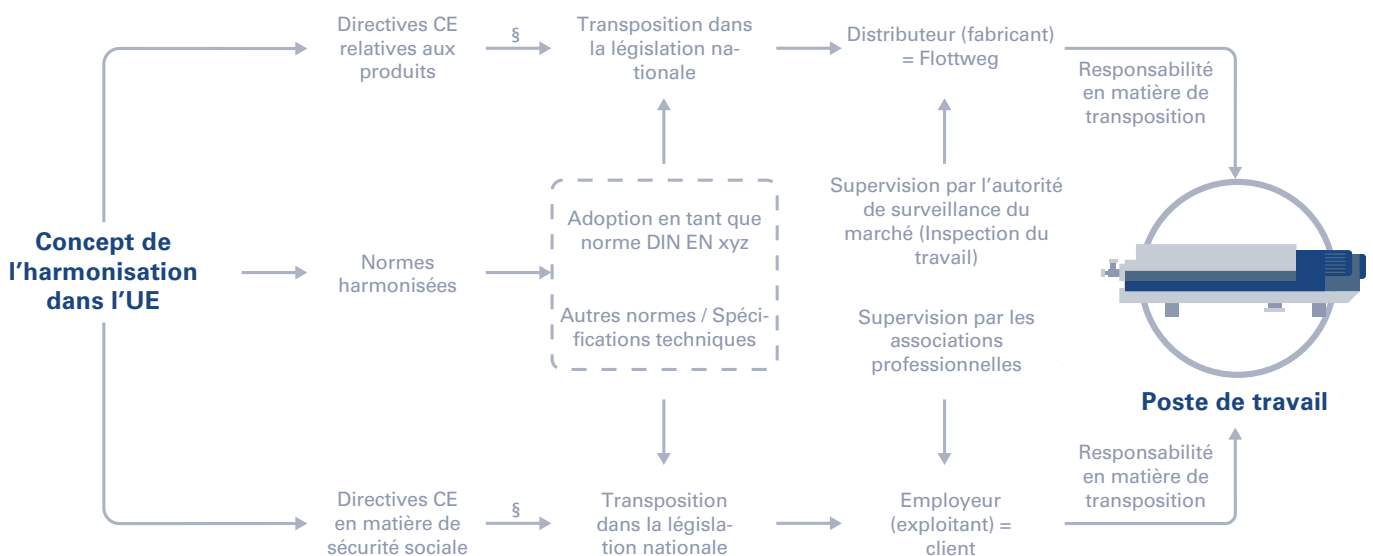 Directives CE
relatives aux
produits
§
Transposition dans
la législation na-
tionale
Distributeur (fabricant)
= Flottweg
Responsabilité
en matière de
transposition
Concept de
l’harmonisation
dans l’UE
Normes
harmonisées
Adoption en tant que
norme DIN EN xyz
Autres normes / Spéci-
fications techniques
Supervision par l’autorité
de surveillance du
marché (Inspection du
travail)
Supervision par les
associations
professionnelles
Poste de travail
Directives CE
en matière de
sécurité sociale
§
Transposition
dans la législa-
tion nationale
Employeur
(exploitant) =
client
Responsabilité
en matière de
transposition